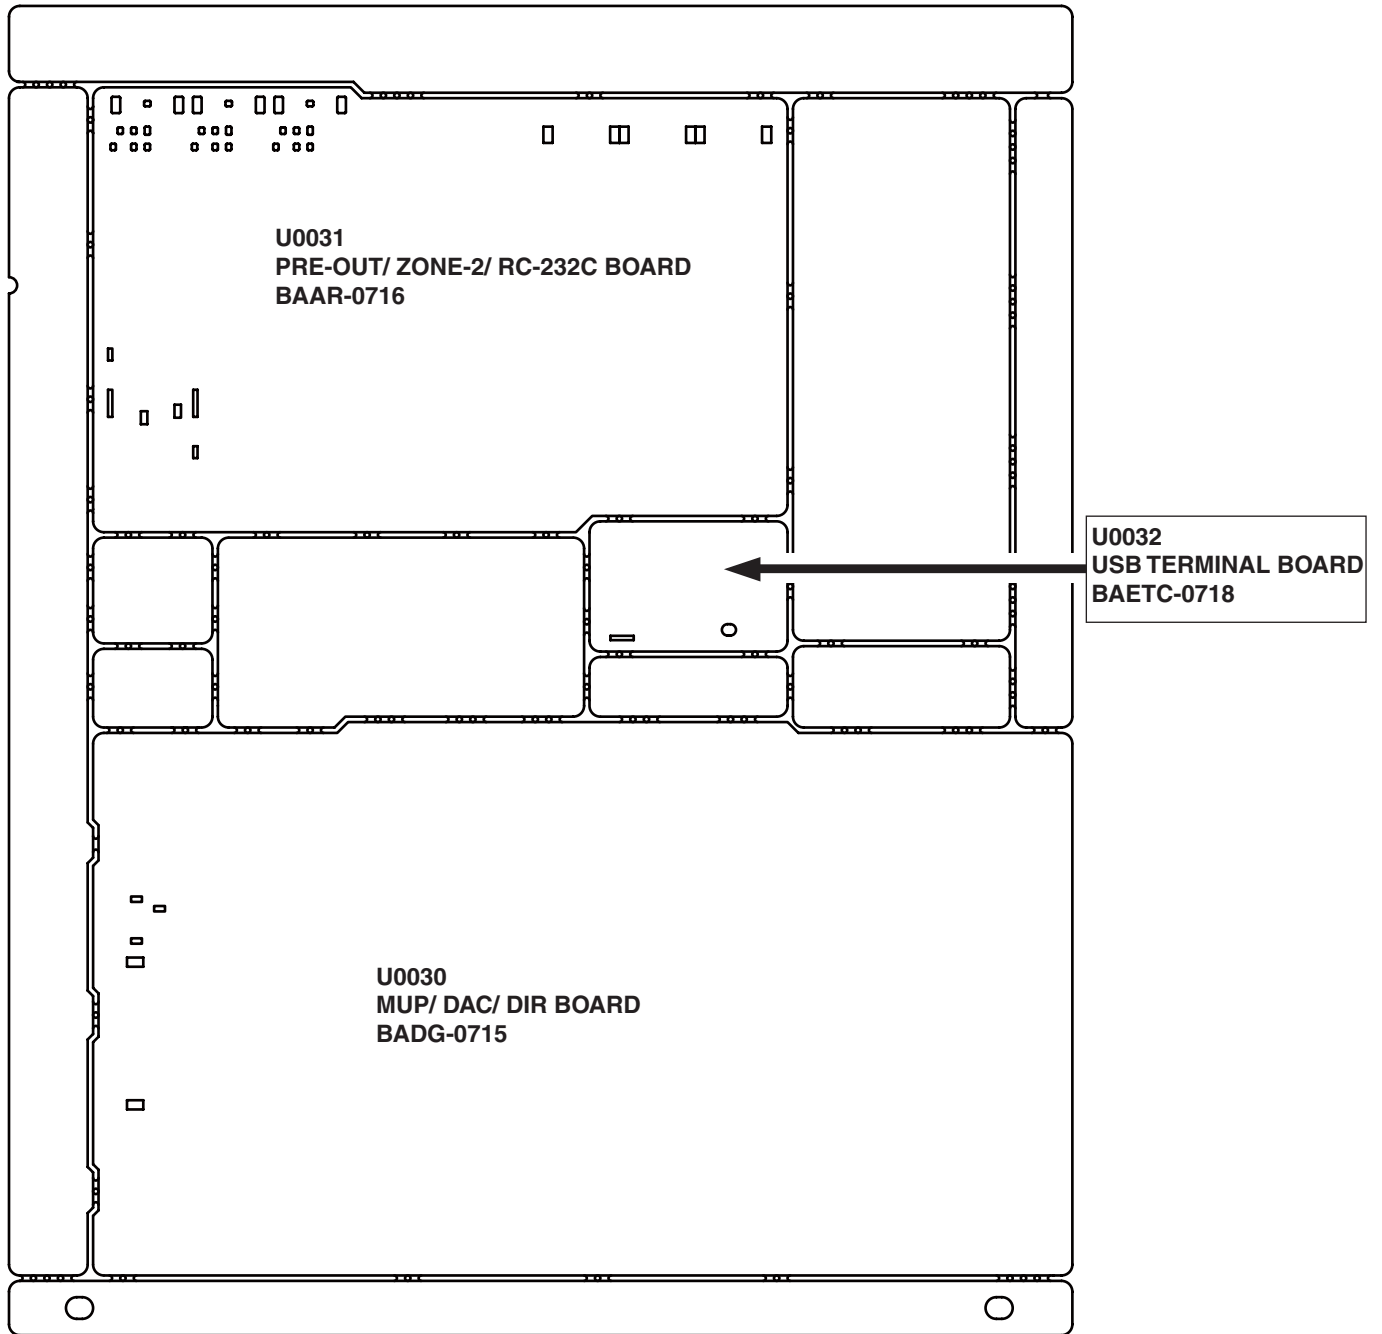 U0031
PRE-OUT/ ZONE-2/ RC-232C BOARD
BAAR-0716
U0032
USB TERMINAL BOARD
BAETC-0718
U0030
MUP/ DAC/ DIR BOARD
BADG-0715